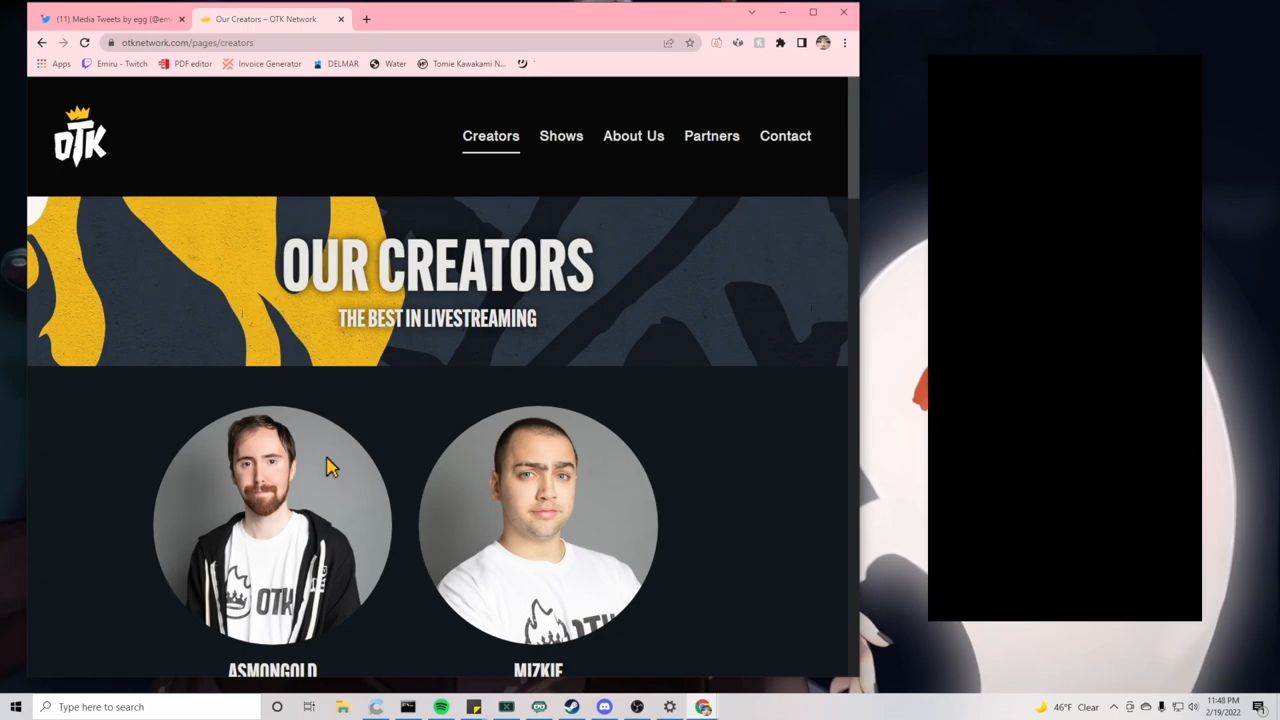 (11) Media Tweets by egg (@em
Our Creators – OTK Network
otknetwork.com/pages/creators
Apps
Emiru - Twitch
PDF editor
Invoice Generator
DELMAR
Water
Tomie Kawakami N...
OTK
Creators
Shows
About Us
Partners
Contact
OUR CREATORS
THE BEST IN LIVESTREAMING
OTK
ASMONGOLD
MIZKIF
Type here to search
46°F Clear
11:48 PM
2/19/2022